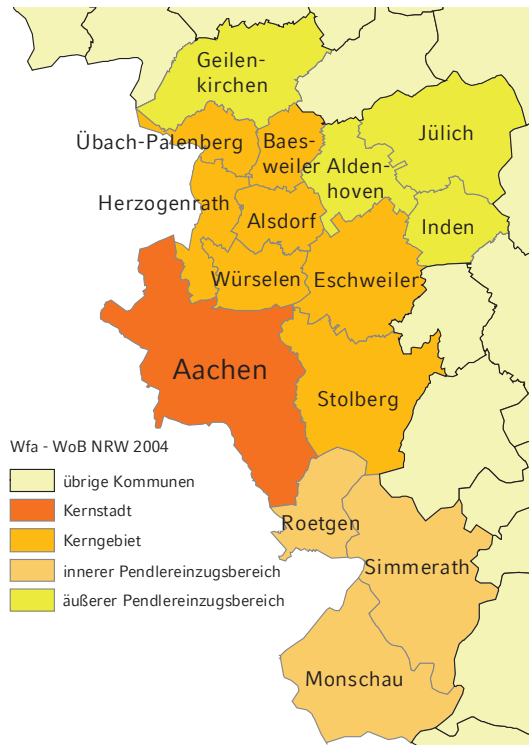 Geilen-
kirchen
Übach-Palenberg
Baes-
weiler
Alden-
hoven
Jülich
Herzogenrath
Alsdorf
Inden
Würselen
Eschweiler
Aachen
Stolberg
Wfa - WoB NRW 2004
übrige Kommunen
Kernstadt
Kerngebiet
innerer Pendlereinzugsbereich
äußerer Pendlereinzugsbereich
Roetgen
Simmerath
Monschau